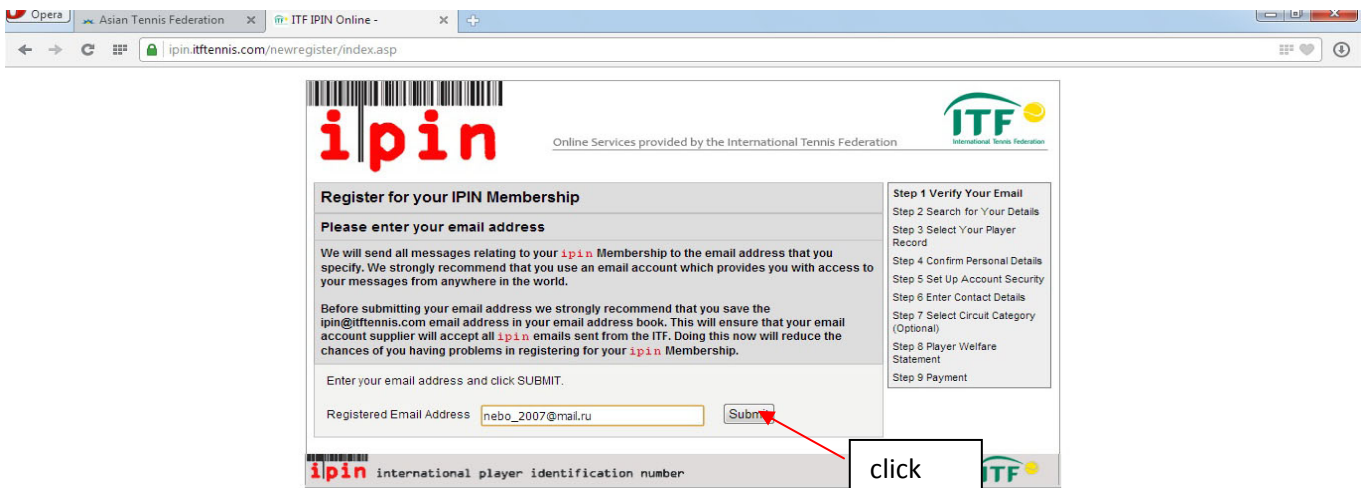 Opera
Asian Tennis Federation
ITF IPIN Online -
ipin.itftennis.com/newregister/index.asp
ipin
Online Services provided by the International Tennis Federation
ITF
International Tennis Federation
Register for your IPIN Membership
Please enter your email address
We will send all messages relating to your ipin Membership to the email address that you
specify. We strongly recommend that you use an email account which provides you with access to
your messages from anywhere in the world.
Before submitting your email address we strongly recommend that you save the
ipin@itftennis.com email address in your email address book. This will ensure that your email
account supplier will accept all ipin emails sent from the ITF. Doing this now will reduce the
chances of you having problems in registering for your ipin Membership.
Enter your email address and click SUBMIT.
Registered Email Address nebo_2007@mail.ru Submit
Step 1 Verify Your Email
Step 2 Search for Your Details
Step 3 Select Your Player
Record
Step 4 Confirm Personal Details
Step 5 Set Up Account Security
Step 6 Enter Contact Details
Step 7 Select Circuit Category
(Optional)
Step 8 Player Welfare
Statement
Step 9 Payment
click
ipin international player identification number
ITF